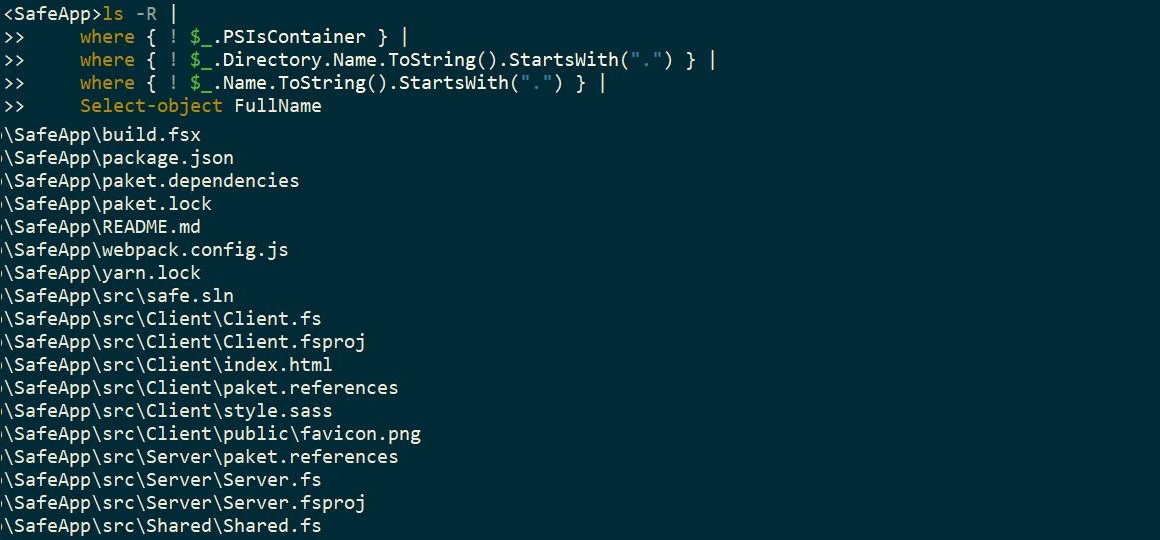 <SafeApp>ls -R |
>>     where { ! $_.PSIsContainer } |
>>     where { ! $_.Directory.Name.ToString().StartsWith(".") } |
>>     where { ! $_.Name.ToString().StartsWith(".") } |
>>     Select-object FullName
\SafeApp\build.fsx
\SafeApp\package.json
\SafeApp\paket.dependencies
\SafeApp\paket.lock
\SafeApp\README.md
\SafeApp\webpack.config.js
\SafeApp\yarn.lock
\SafeApp\src\safe.sln
\SafeApp\src\Client\Client.fs
\SafeApp\src\Client\Client.fsproj
\SafeApp\src\Client\index.html
\SafeApp\src\Client\paket.references
\SafeApp\src\Client\style.sass
\SafeApp\src\Client\public\favicon.png
\SafeApp\src\Server\paket.references
\SafeApp\src\Server\Server.fs
\SafeApp\src\Server\Server.fsproj
\SafeApp\src\Shared\Shared.fs